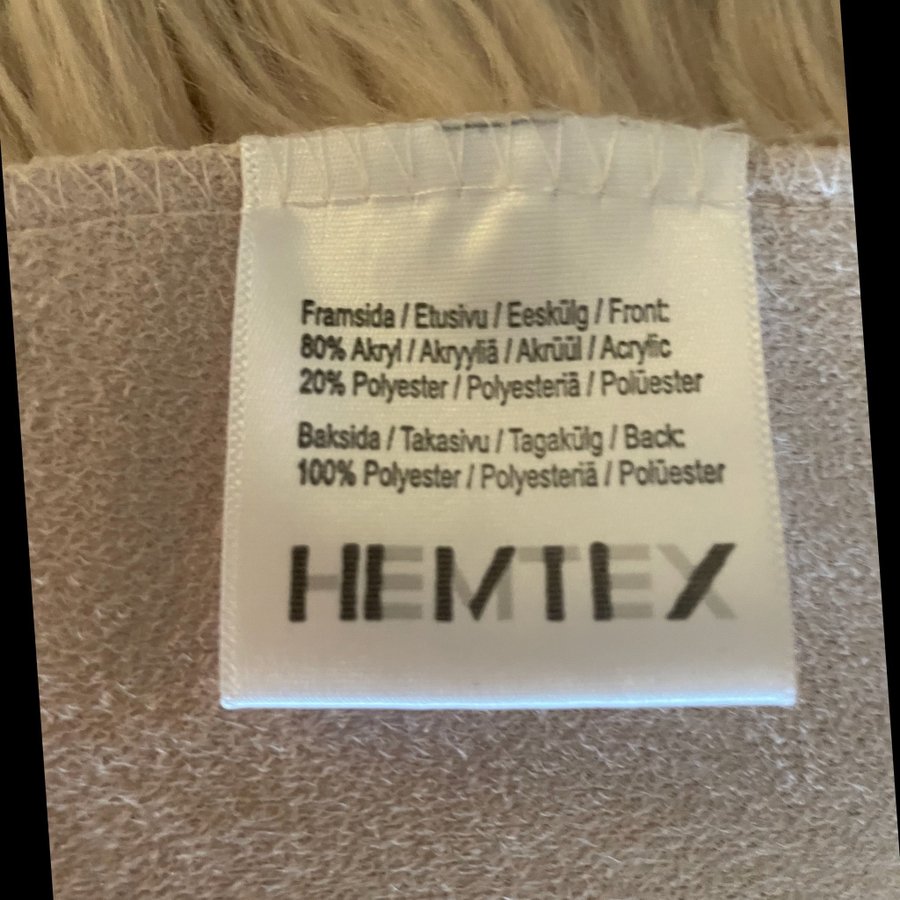 Framsida / Etusivu / Eeskülg / Front:
80% Akryl / Akryyliä / Akrüül / Acrylic
20% Polyester / Polyesteriä / Polüester
Baksida / Takasivu / Tagakülg / Back:
100% Polyester / Polyesteriä / Polüester
HEMTEX